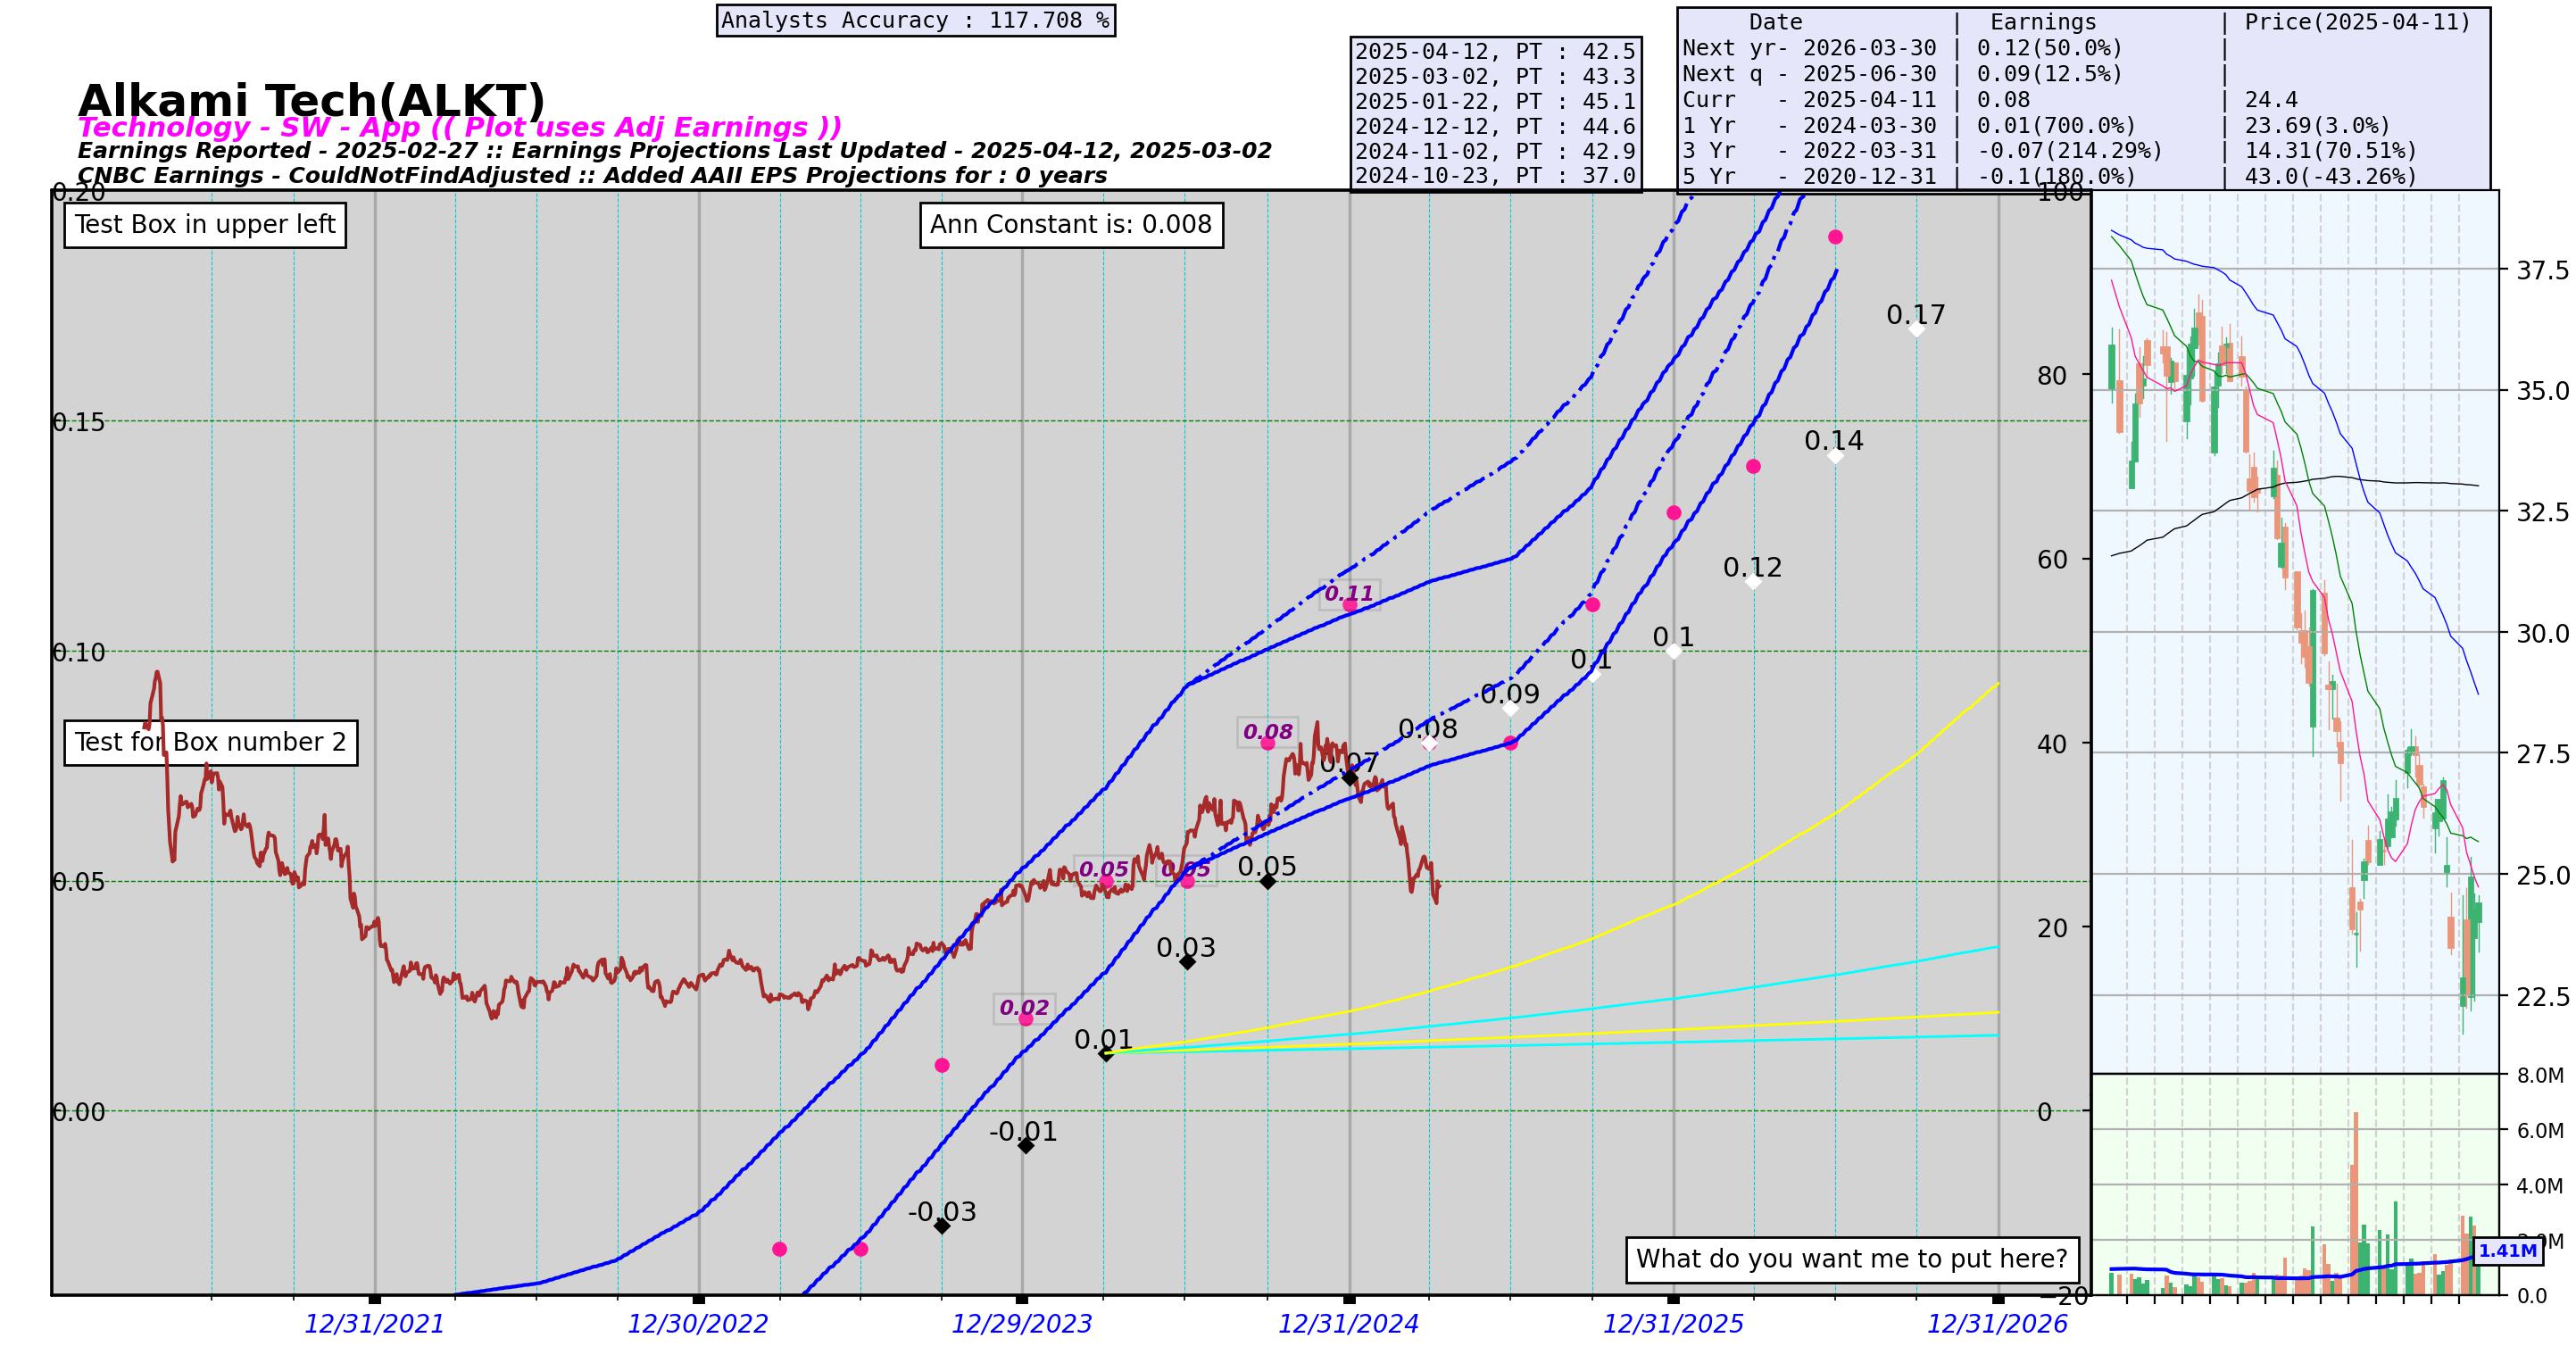 Analysts Accuracy : 117.708 %
Date | Earnings | Price(2025-04-11)
Next yr- 2026-03-30 | 0.12(50.0%) |
Next q - 2025-06-30 | 0.09(12.5%) |
Curr - 2025-04-11 | 0.08 | 24.4
1 Yr - 2024-03-30 | 0.01(700.0%) | 23.69(3.0%)
3 Yr - 2022-03-31 | -0.07(214.29%) | 14.31(70.51%)
5 Yr - 2020-12-31 | -0.1(180.0%) | 43.0(-43.26%)
2025-04-12, PT : 42.5
2025-03-02, PT : 43.3
2025-01-22, PT : 45.1
2024-12-12, PT : 44.6
2024-11-02, PT : 42.9
2024-10-23, PT : 37.0
Alkami Tech(ALKT)
Technology - SW - App (( Plot uses Adj Earnings ))
Earnings Reported - 2025-02-27 :: Earnings Projections Last Updated - 2025-04-12, 2025-03-02
CNBC Earnings - CouldNotFindAdjusted :: Added AAII EPS Projections for : 0 years
0.20
100
Test Box in upper left
Ann Constant is: 0.008
37.5
0.17
80
35.0
0.15
0.14
32.5
60
0.12
0.11
30.0
0.10
0.1
0.1
0.09
Test for Box number 2
0.08
0.08
40
27.5
0.07
0.05
0.05
0.05
0.05
25.0
0.03
20
22.5
0.02
0.01
8.0M
0.00
0
6.0M
-0.01
4.0M
-0.03
What do you want me to put here?
1.41M
−20
0.0
12/31/2021
12/30/2022
12/29/2023
12/31/2024
12/31/2025
12/31/2026